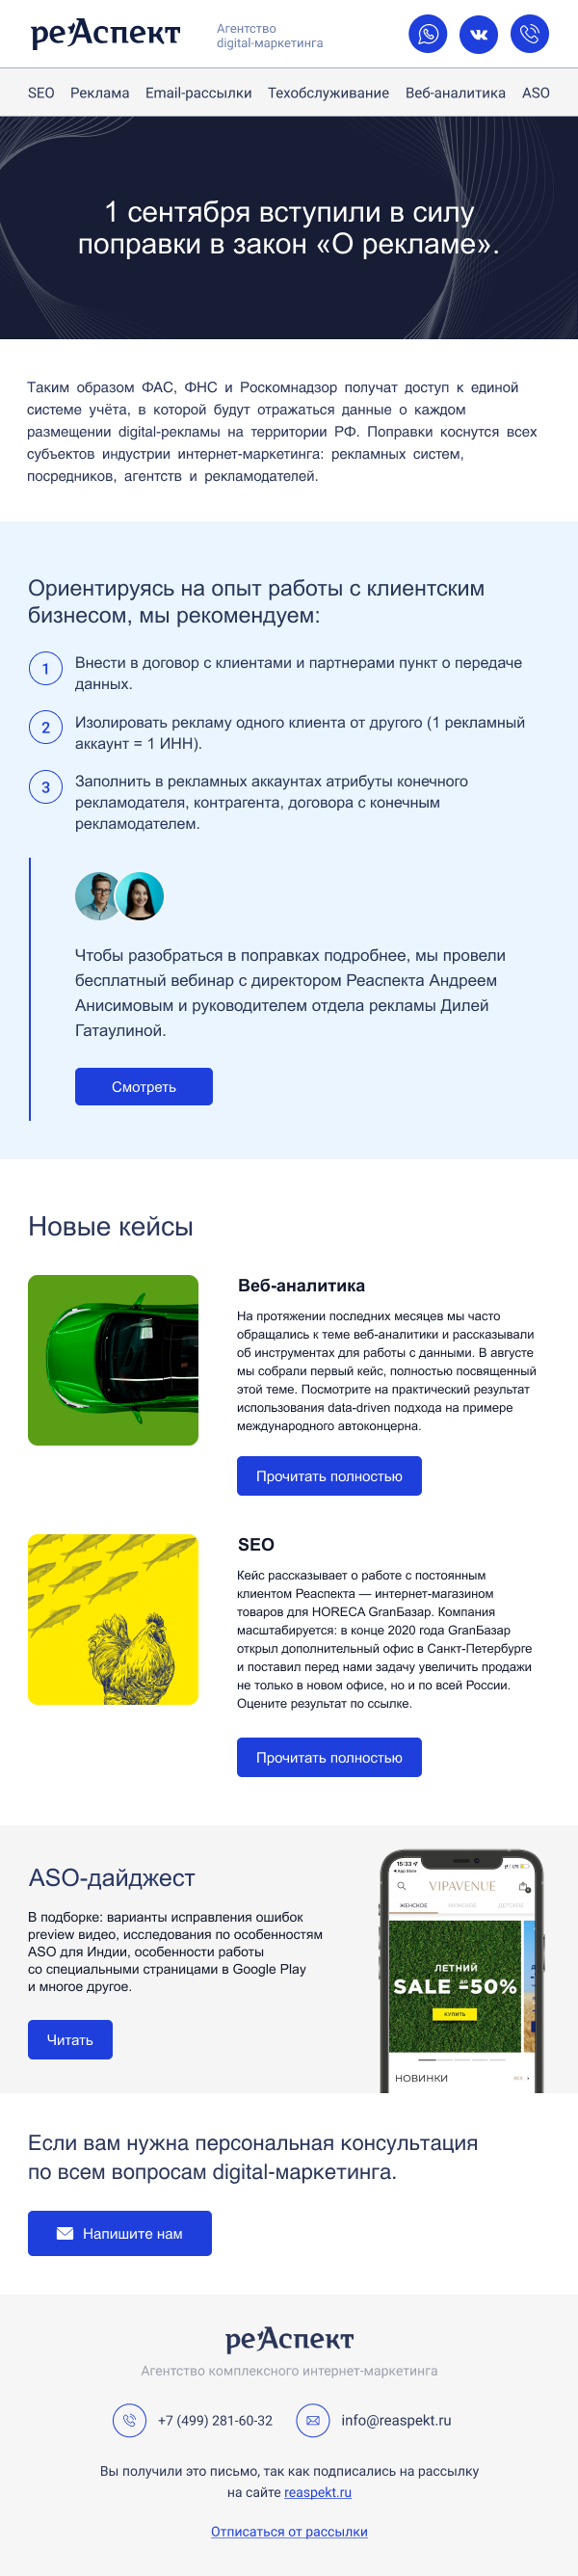 реАспект
Агентство
digital-маркетинга
SEO Реклама Email-рассылки Техобслуживание Веб-аналитика ASO
1 сентября вступили в силу
поправки в закон «О рекламе».
Таким образом ФАС, ФНС и Роскомнадзор получат доступ к единой
системе учёта, в которой будут отражаться данные о каждом
размещении digital-рекламы на территории РФ. Поправки коснутся всех
субъектов индустрии интернет-маркетинга: рекламных систем,
посредников, агентств и рекламодателей.
Ориентируясь на опыт работы с клиентским
бизнесом, мы рекомендуем:
1 Внести в договор с клиентами и партнерами пункт о передаче
данных.
2 Изолировать рекламу одного клиента от другого (1 рекламный
аккаунт = 1 ИНН).
3 Заполнить в рекламных аккаунтах атрибуты конечного
рекламодателя, контрагента, договора с конечным
рекламодателем.
Чтобы разобраться в поправках подробнее, мы провели
бесплатный вебинар с директором Реаспекта Андреем
Анисимовым и руководителем отдела рекламы Дилей
Гатаулиной.
Смотреть
Новые кейсы
Веб-аналитика
На протяжении последних месяцев мы часто
обращались к теме веб-аналитики и рассказывали
об инструментах для работы с данными. В августе
мы собрали первый кейс, полностью посвященный
этой теме. Посмотрите на практический результат
использования data-driven подхода на примере
международного автоконцерна.
Прочитать полностью
SEO
Кейс рассказывает о работе с постоянным
клиентом Реаспекта — интернет-магазином
товаров для HORECA GranБазар. Компания
масштабируется: в конце 2020 года GranБазар
открыл дополнительный офис в Санкт-Петербурге
и поставил перед нами задачу увеличить продажи
не только в новом офисе, но и по всей России.
Оцените результат по ссылке.
Прочитать полностью
ASO-дайджест
В подборке: варианты исправления ошибок
preview видео, исследования по особенностям
ASO для Индии, особенности работы
со специальными страницами в Google Play
и многое другое.
Читать
15:33
App Store
LTE
VIPAVENUE
ЖЕНСКОЕ МУЖСКОЕ ДЕТСКОЕ
ЛЕТНИЙ
SALE ДО -50%
КУПИТЬ
НОВИНКИ ВСЕ
Если вам нужна персональная консультация
по всем вопросам digital-маркетинга.
Напишите нам
реАспект
Агентство комплексного интернет-маркетинга
+7 (499) 281-60-32 info@reaspekt.ru
Вы получили это письмо, так как подписались на рассылку
на сайте reaspekt.ru
Отписаться от рассылки